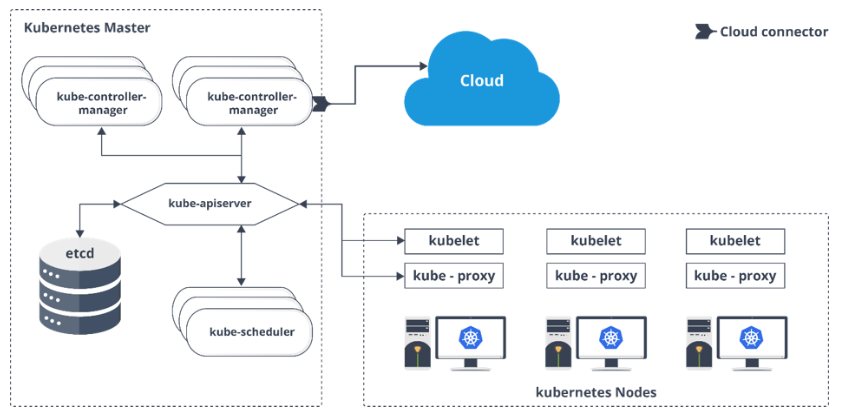 Kubernetes Master
Cloud connector
kube-controller-
manager
kube-controller-
manager
Cloud
kube-apiserver
etcd
kube-scheduler
kubelet
kubelet
kubelet
kube - proxy
kube - proxy
kube - proxy
kubernetes Nodes